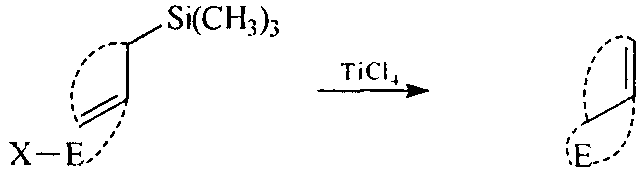 Si(CH₃)₃
TiCl₄
X—E
E